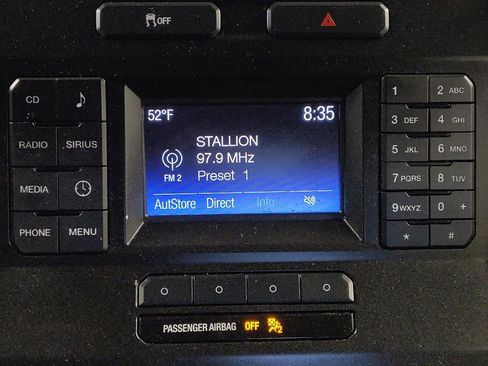 OFF
CD
RADIO SIRIUS
MEDIA
PHONE MENU
52°F 8:35
STALLION
97.9 MHz
FM 2 Preset 1
AutStore Direct Info
1 2 ABC
3 DEF 4 GHI
5 JKL 6 MNO
7 PQRS 8 TUV
9 WXYZ 0 +
* #
PASSENGER AIRBAG OFF 2